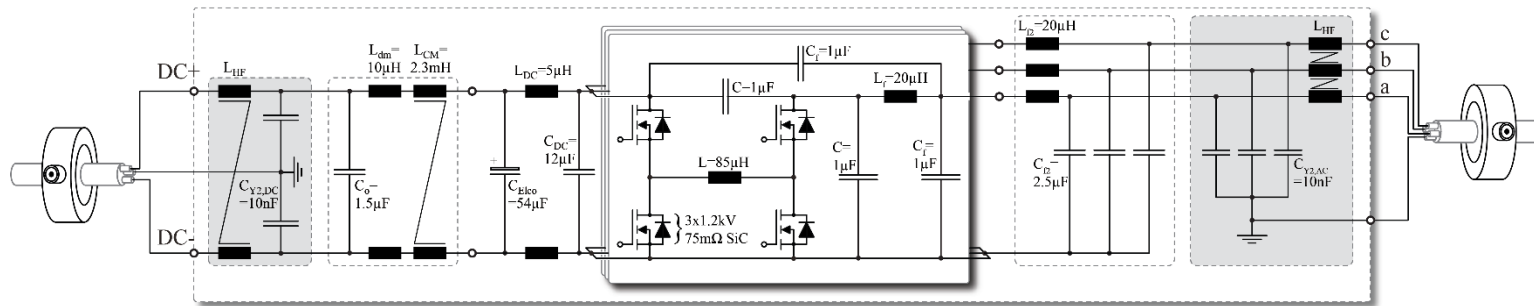 DC+
DC-
L_HF
C_Y2,DC
=10nF
C_o=
1.5µF
L_dm=
10µH
L_CM=
2.3mH
C_Elco
=54µF
+
L_DC=5µH
C_DC=
12µF
C_f=1µF
C=1µF
L_f=20µH
L=85µH
3x1.2kV
75mΩ SiC
C=
1µF
C_f=
1µF
L_f2=20µH
C_f2=
2.5µF
C_Y2,AC
=10nF
L_HF
c
b
a